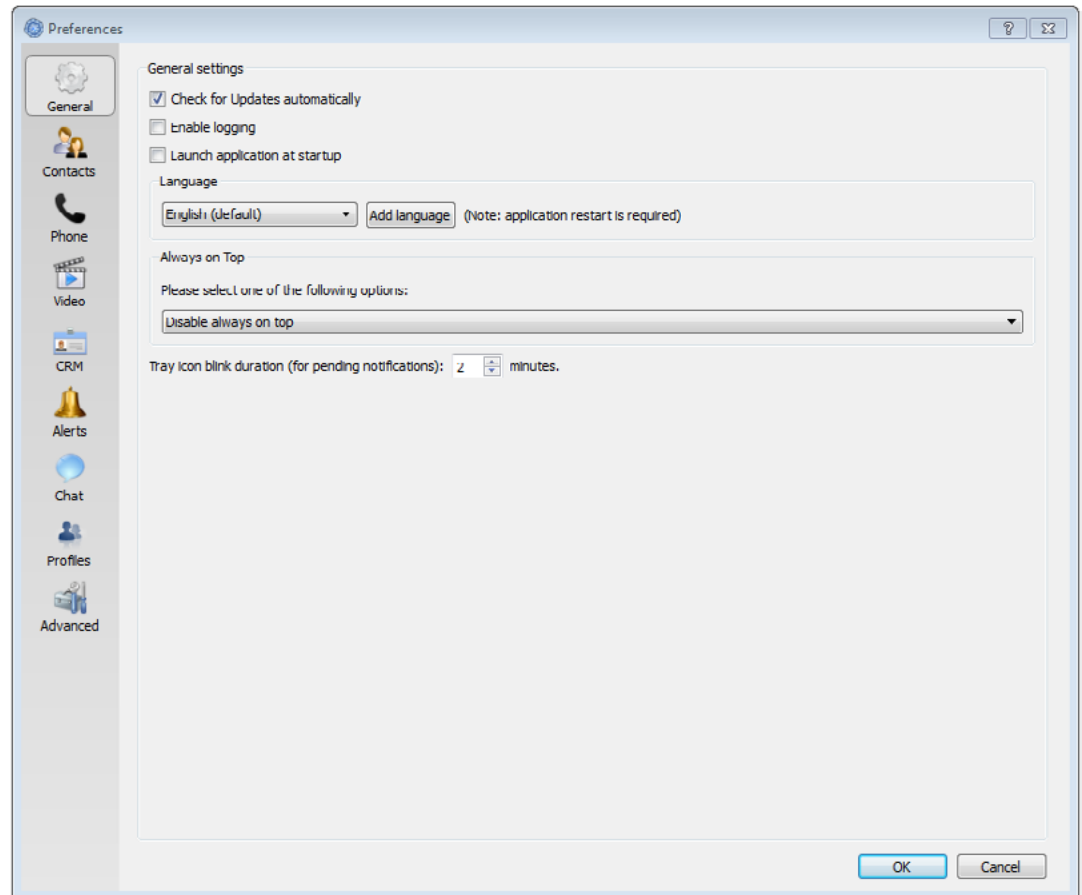 Preferences
General
Contacts
Phone
Video
CRM
Alerts
Chat
Profiles
Advanced
General settings
Check for Updates automatically
Enable logging
Launch application at startup
Language
English (default)
Add language
(Note: application restart is required)
Always on Top
Please select one of the following options:
Disable always on top
Tray icon blink duration (for pending notifications): 2 minutes.
OK
Cancel